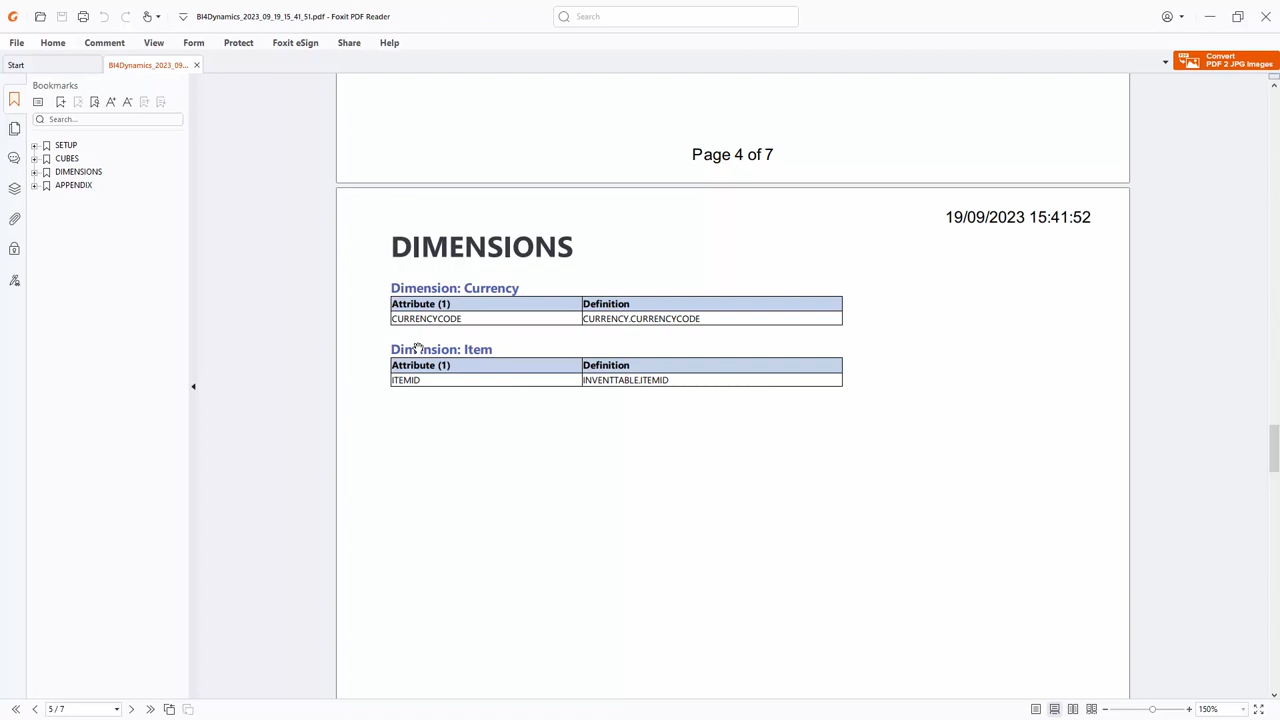 BI4Dynamics_2023_09_19_15_41_51.pdf - Foxit PDF Reader
Search
File Home Comment View Form Protect Foxit eSign Share Help
Start
BI4Dynamics_2023_09...
Convert
PDF 2 JPG Images
Bookmarks
Search...
SETUP
CUBES
DIMENSIONS
APPENDIX
Page 4 of 7
19/09/2023 15:41:52
DIMENSIONS
Dimension: Currency
Attribute (1) Definition
CURRENCYCODE CURRENCY.CURRENCYCODE
Dimension: Item
Attribute (1) Definition
ITEMID INVENTTABLE.ITEMID
5 / 7
150%